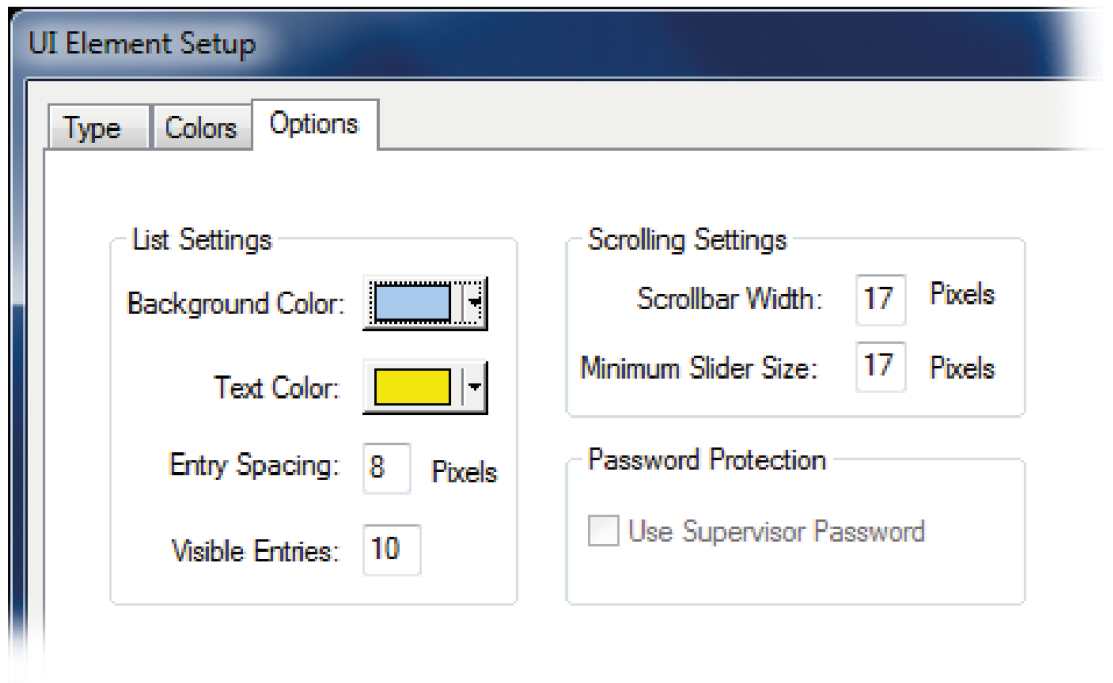 UI Element Setup
Type Colors Options
List Settings
Background Color:
Text Color:
Entry Spacing: 8 Pixels
Visible Entries: 10
Scrolling Settings
Scrollbar Width: 17 Pixels
Minimum Slider Size: 17 Pixels
Password Protection
Use Supervisor Password